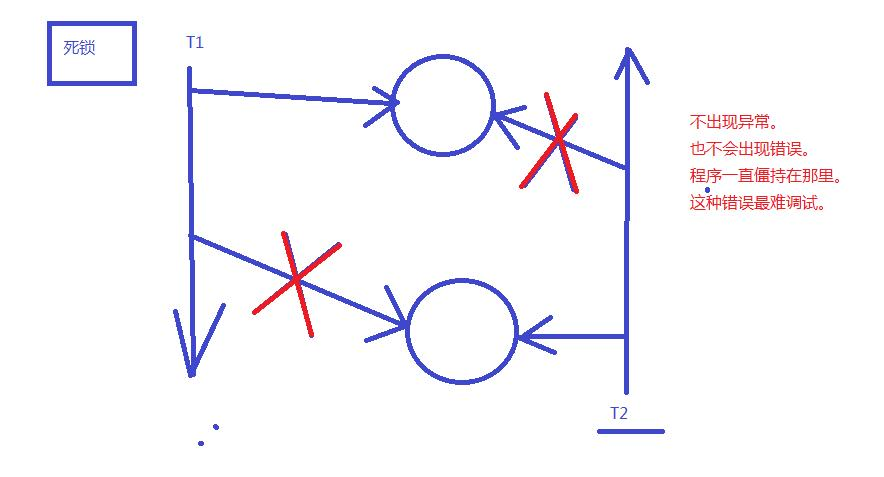 死锁
T1
不出现异常。
也不会出现错误。
程序一直僵持在那里。
这种错误最难调试。
T2